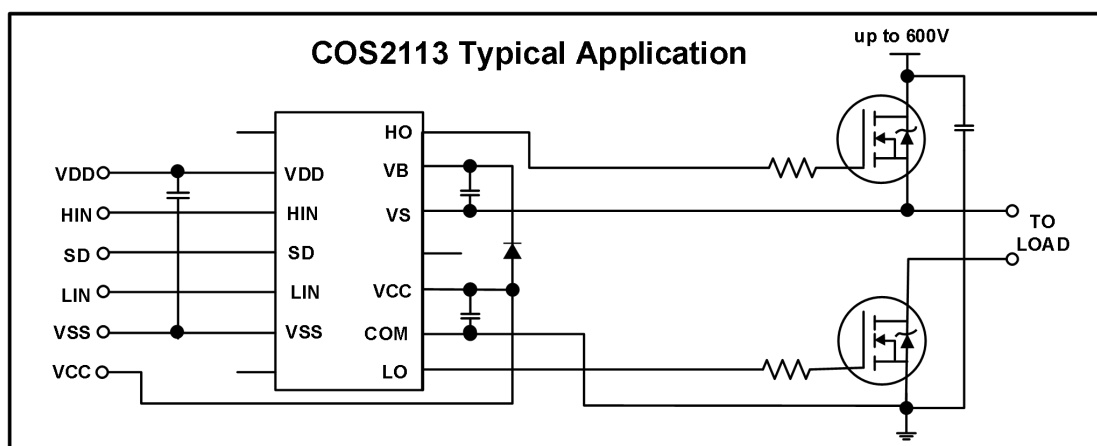 up to 600V
COS2113 Typical Application
VDD
HIN
SD
LIN
VSS
VCC
VDD
HIN
SD
LIN
VSS
HO
VB
VS
VCC
COM
LO
TO
LOAD